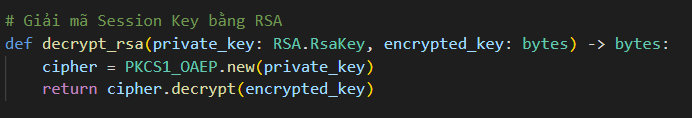 # Giải mã Session Key bằng RSA
def decrypt_rsa(private_key: RSA.RsaKey, encrypted_key: bytes) -> bytes:
    cipher = PKCS1_OAEP.new(private_key)
    return cipher.decrypt(encrypted_key)